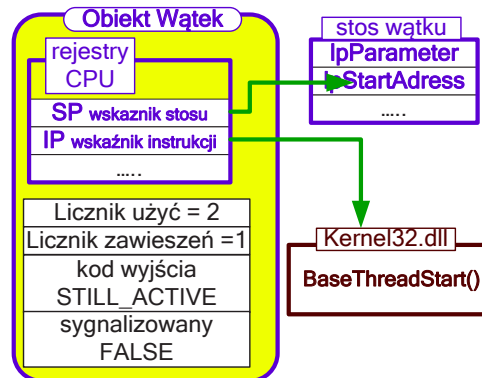 Obiekt Wątek
rejestry
CPU
SP wskaznik stosu
IP wskaźnik instrukcji
.....
Licznik użyć = 2
Licznik zawieszeń =1
kod wyjścia
STILL_ACTIVE
sygnalizowany
FALSE
stos wątku
lpParameter
lpStartAdress
.....
Kernel32.dll
BaseThreadStart()